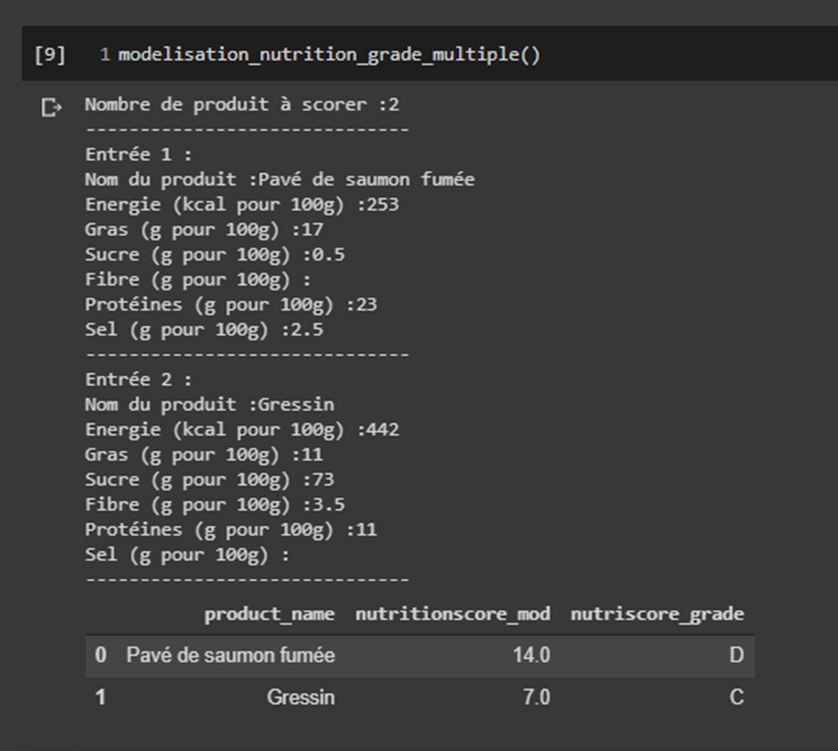 [9] 1 modelisation_nutrition_grade_multiple()
Nombre de produit à scorer :2
------------------------------
Entrée 1 :
Nom du produit :Pavé de saumon fumée
Energie (kcal pour 100g) :253
Gras (g pour 100g) :17
Sucre (g pour 100g) :0.5
Fibre (g pour 100g) :
Protéines (g pour 100g) :23
Sel (g pour 100g) :2.5
------------------------------
Entrée 2 :
Nom du produit :Gressin
Energie (kcal pour 100g) :442
Gras (g pour 100g) :11
Sucre (g pour 100g) :73
Fibre (g pour 100g) :3.5
Protéines (g pour 100g) :11
Sel (g pour 100g) :
------------------------------
product_name nutritionscore_mod nutriscore_grade
0 Pavé de saumon fumée 14.0 D
1 Gressin 7.0 C